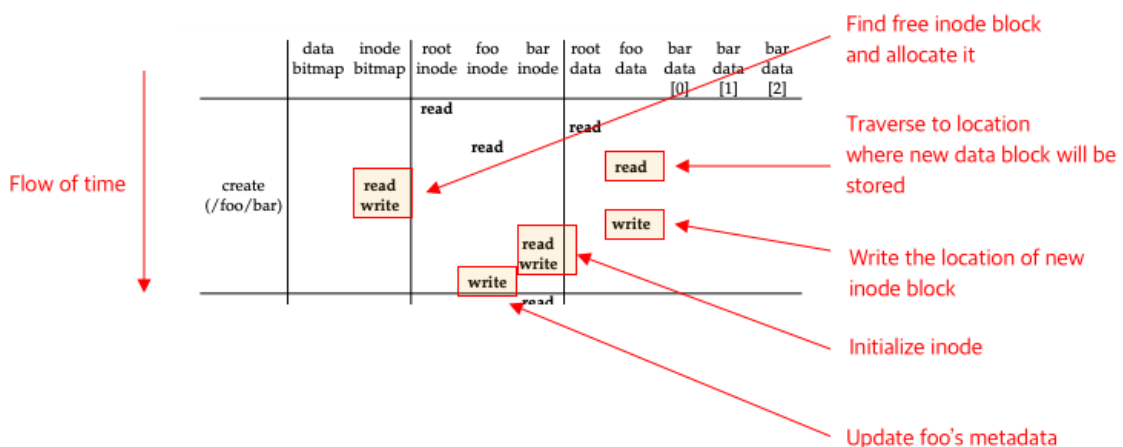 data inode root foo bar root foo bar bar bar
bitmap bitmap inode inode inode data data data data data
[0] [1] [2]
read
read
read
read
create read
(/foo/bar) write
write
read
write
write
read
Flow of time
Find free inode block
and allocate it
Traverse to location
where new data block will be
stored
Write the location of new
inode block
Initialize inode
Update foo's metadata